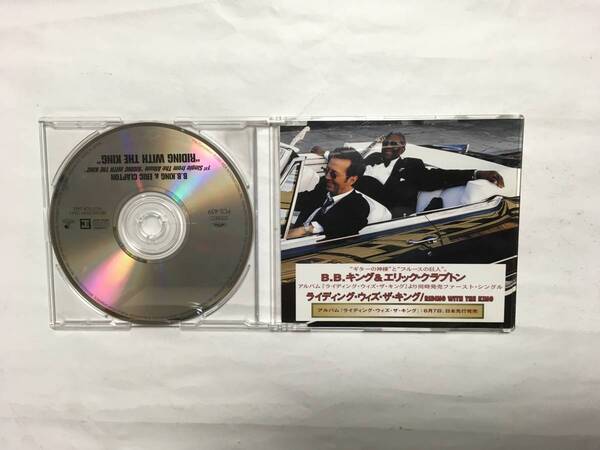 "RIDING WITH THE KING"
1ST Single from The Album RIDING WITH THE KING
B.B.KING & ERIC CLAPTON
STEREO
PCS-459
"ギターの神様"と"ブルースの巨人"。
B.B.キング&エリック・クラプトン
アルバム「ライディング・ウィズ・ザ・キング」より同時発売ファースト・シングル
ライディング・ウィズ・ザ・キング/RIDING WITH THE KING
アルバム「ライディング・ウィズ・ザ・キング」:6月7日、日本先行発売